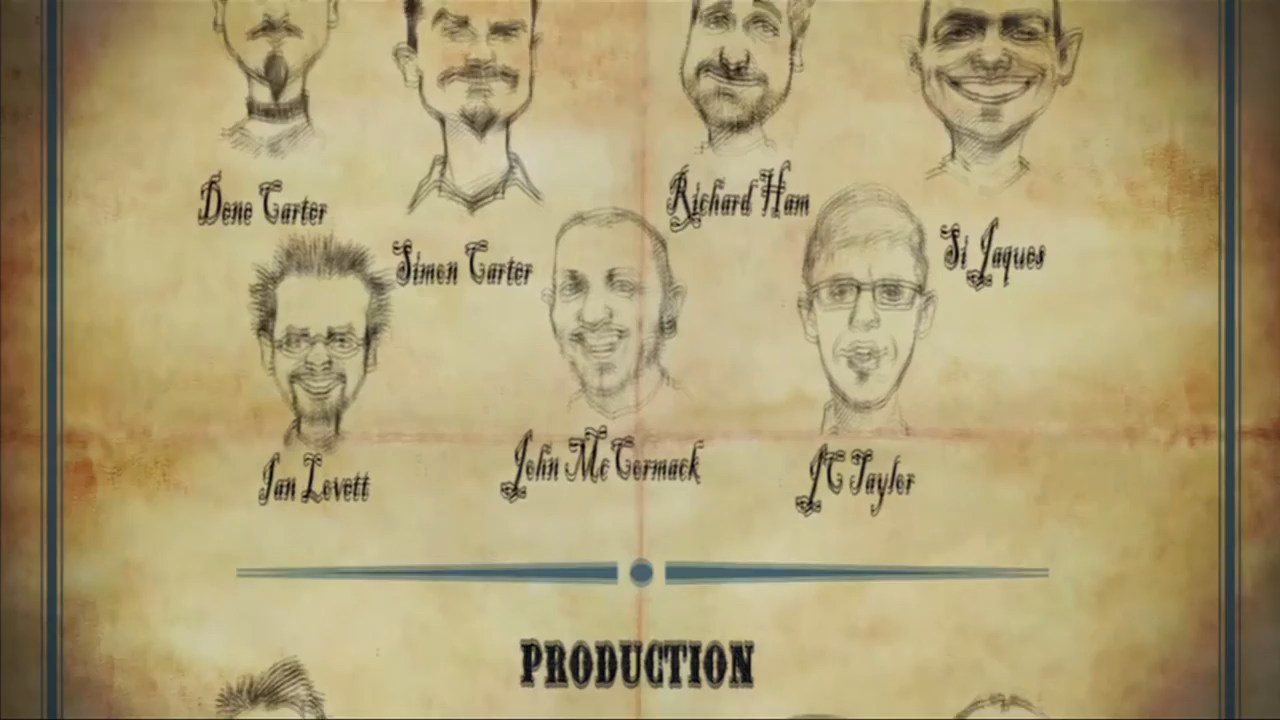 Dene Carter
Simon Carter
Richard Ham
Si Jaques
Ian Lovett
John McCormack
JC Taylor
PRODUCTION